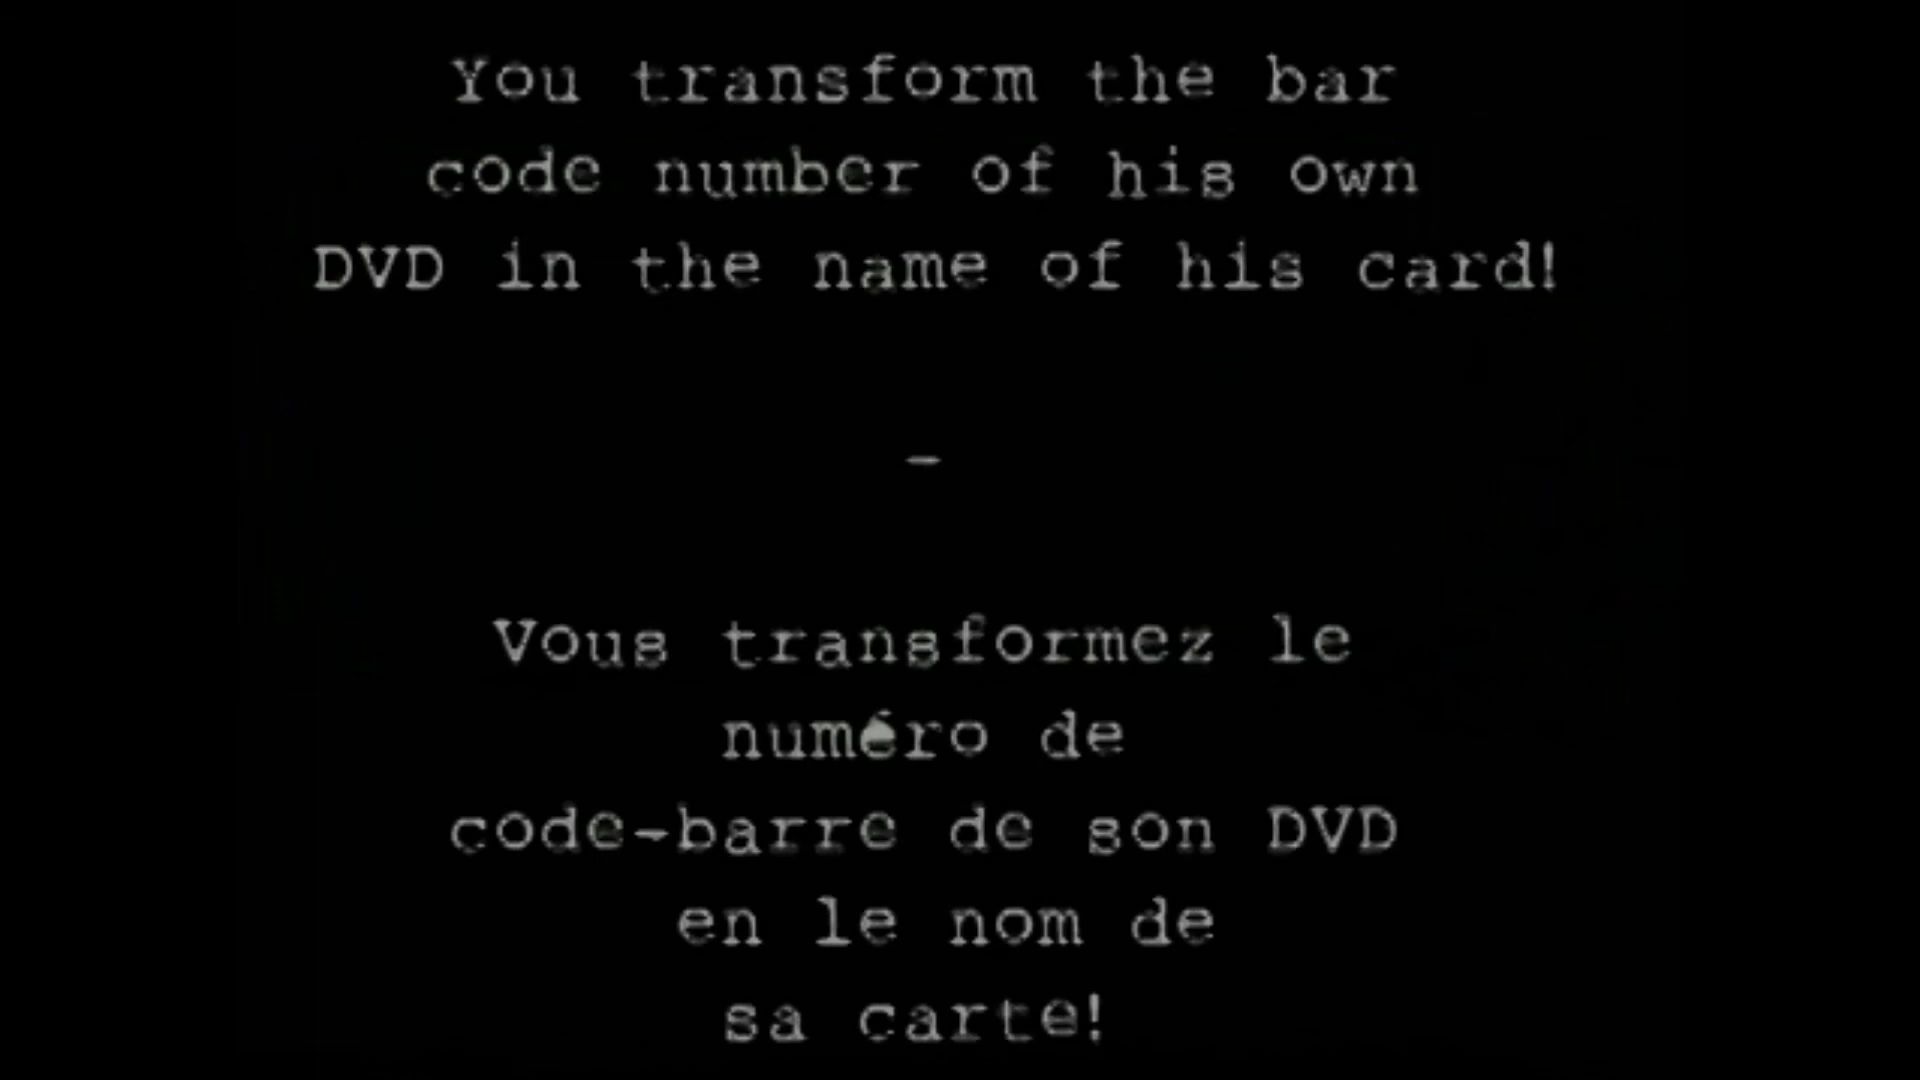 You transform the bar
code number of his own
DVD in the name of his card!
-
Vous transformez le
numéro de
code-barre de son DVD
en le nom de
sa carte!